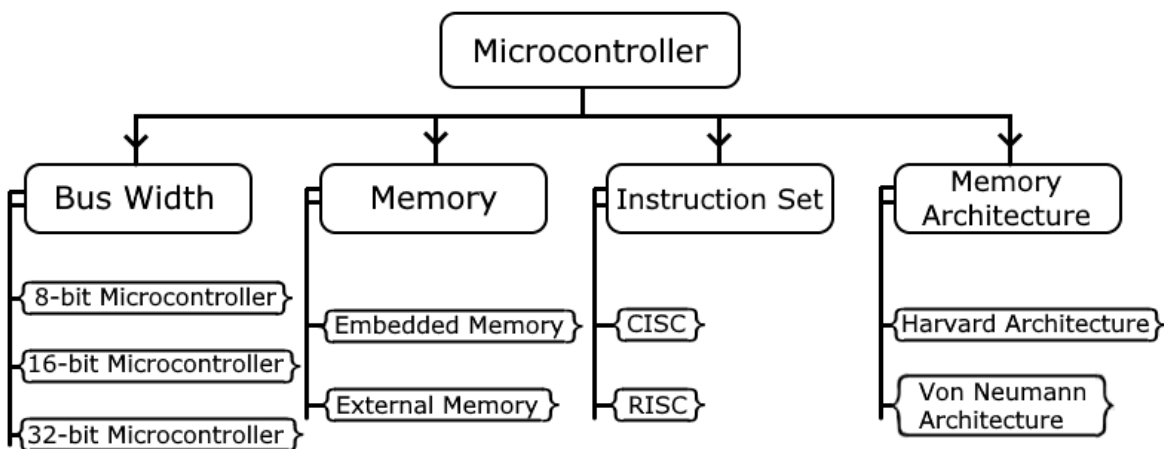 Microcontroller
Bus Width
8-bit Microcontroller
16-bit Microcontroller
32-bit Microcontroller
Memory
Embedded Memory
External Memory
Instruction Set
CISC
RISC
Memory
Architecture
Harvard Architecture
Von Neumann
Architecture